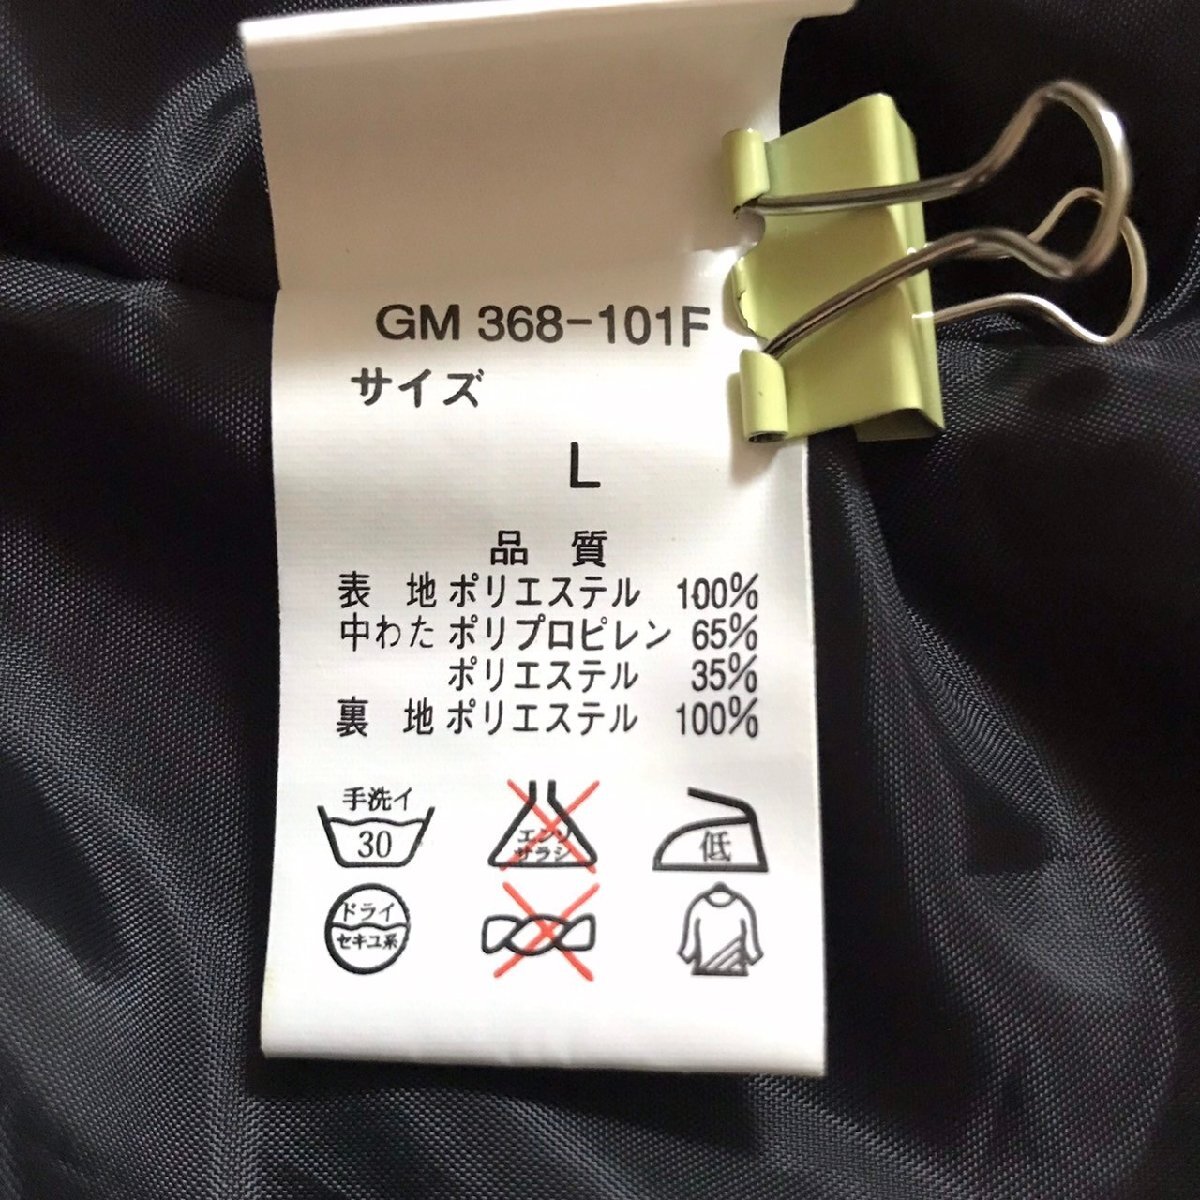 GM 368-101F
サイズ
L
品 質
表 地 ポリエステル 100%
中わた ポリプロピレン 65%
ポリエステル 35%
裏 地 ポリエステル 100%
手洗イ
30
エンソ
サラシ
低
ドライ
セキユ系